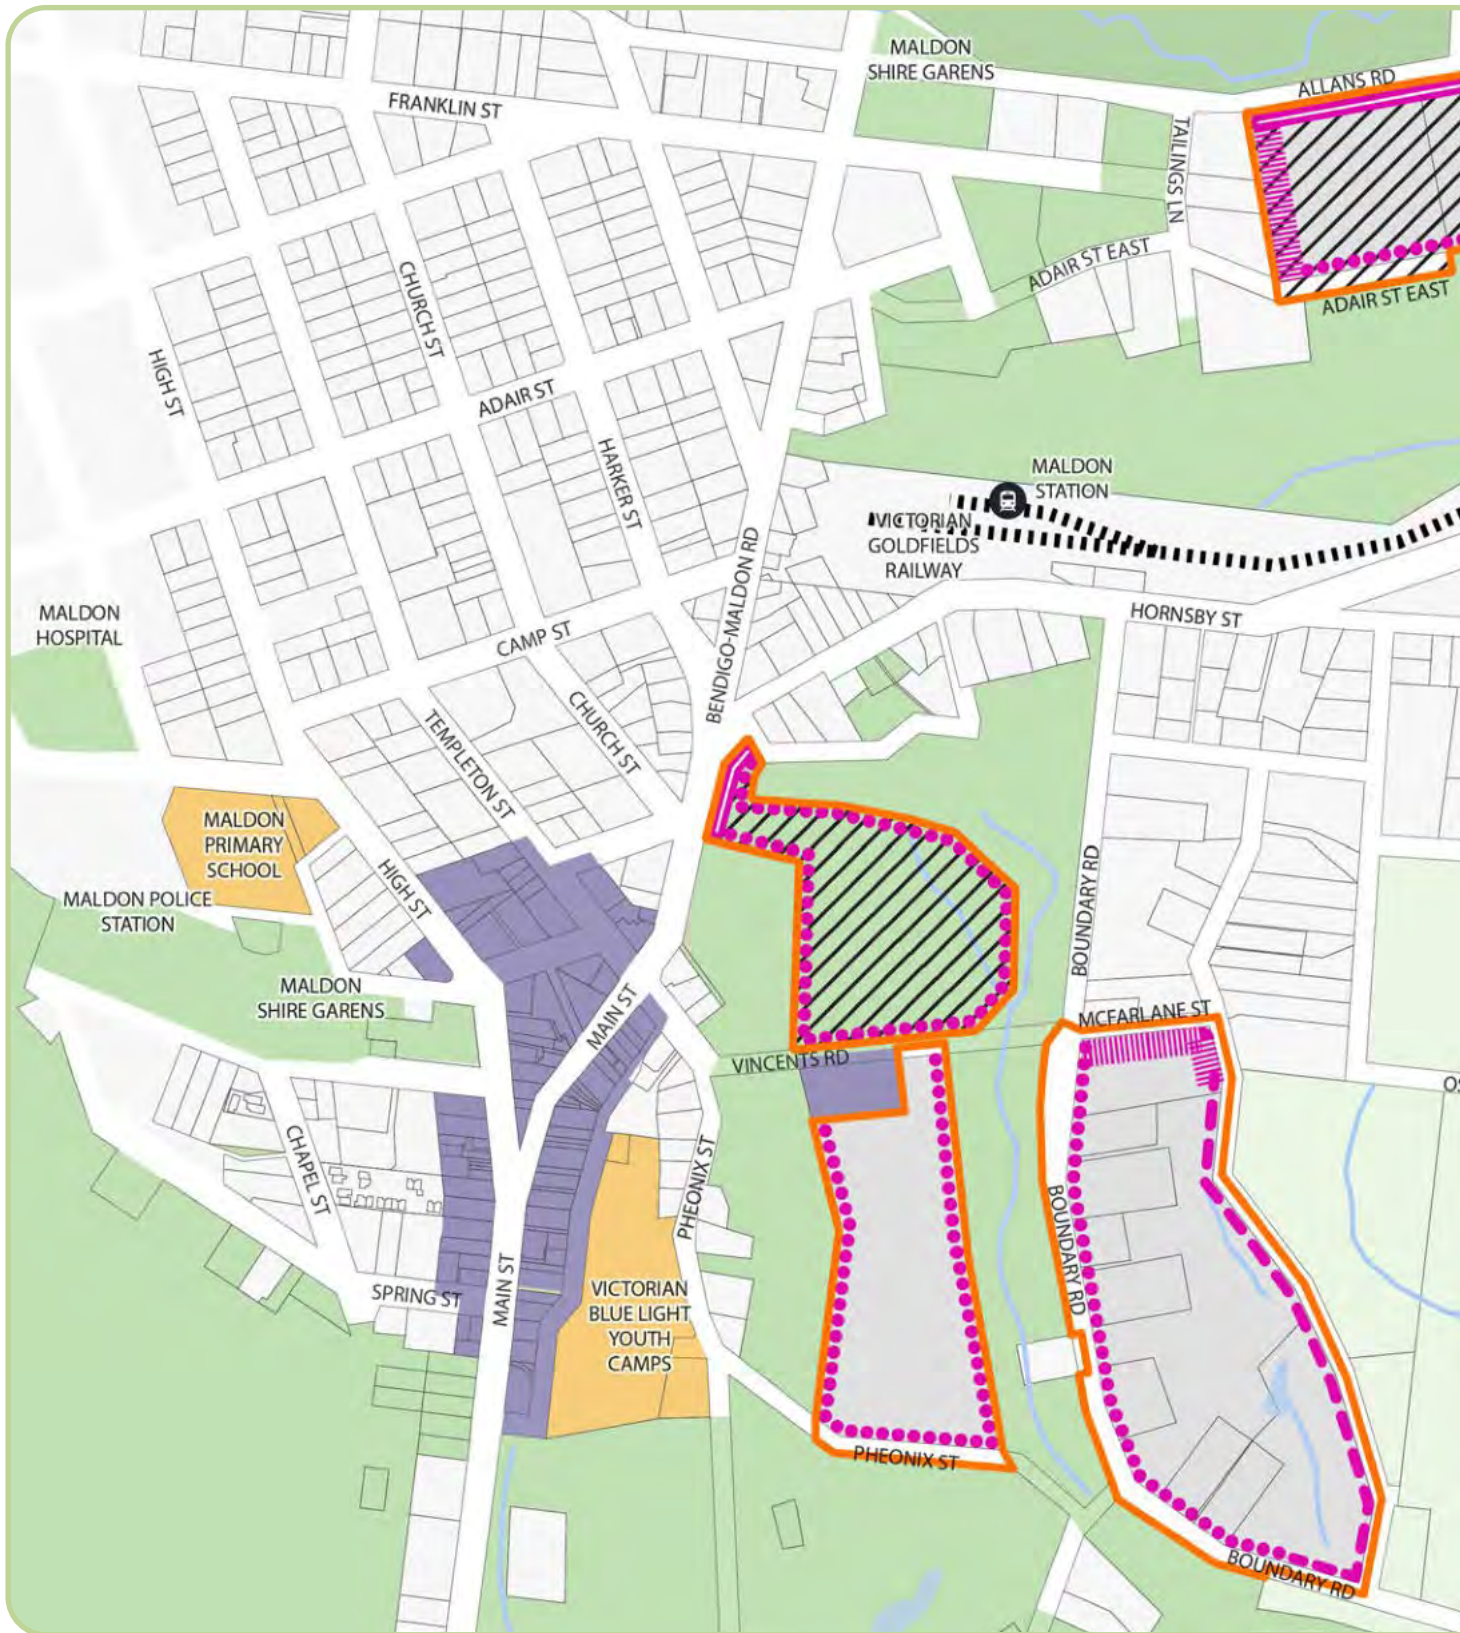 MALDON
SHIRE GARENS
ALLANS RD
FRANKLIN ST
TAILINGS LN
ADAIR ST EAST
ADAIR ST EAST
CHURCH ST
HIGH ST
ADAIR ST
HARKER ST
MALDON
STATION
VICTORIAN
GOLDFIELDS
RAILWAY
BENDIGO-MALDON RD
MALDON
HOSPITAL
HORNSBY ST
CAMP ST
CHURCH ST
TEMPLETON ST
MALDON
PRIMARY
SCHOOL
HIGH ST
BOUNDARY RD
MALDON POLICE
STATION
MALDON
SHIRE GARENS
MAIN ST
MCFARLANE ST
VINCENTS RD
OS
CHAPEL ST
PHEONIX ST
BOUNDARY RD
SPRING ST
MAIN ST
VICTORIAN
BLUE LIGHT
YOUTH
CAMPS
PHEONIX ST
BOUNDARY RD